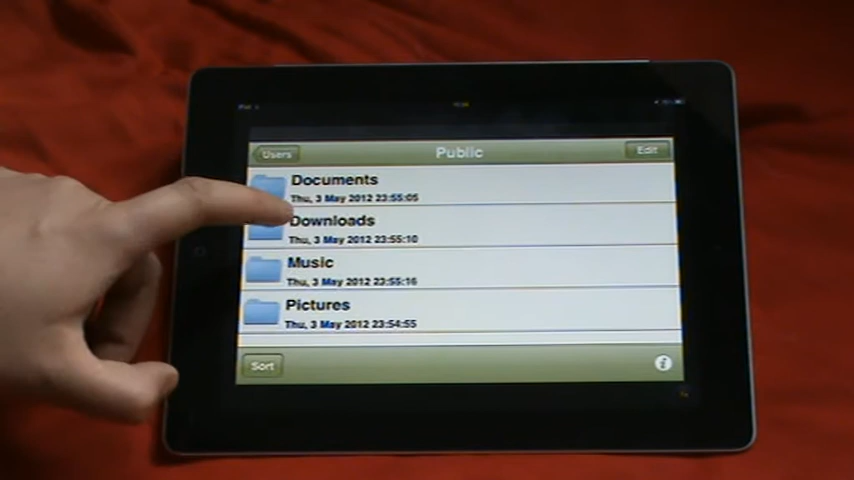 Users
Public
Edit
Documents
Thu, 3 May 2012 23:55:05
Downloads
Thu, 3 May 2012 23:55:10
Music
Thu, 3 May 2012 23:55:16
Pictures
Thu, 3 May 2012 23:54:55
Sort